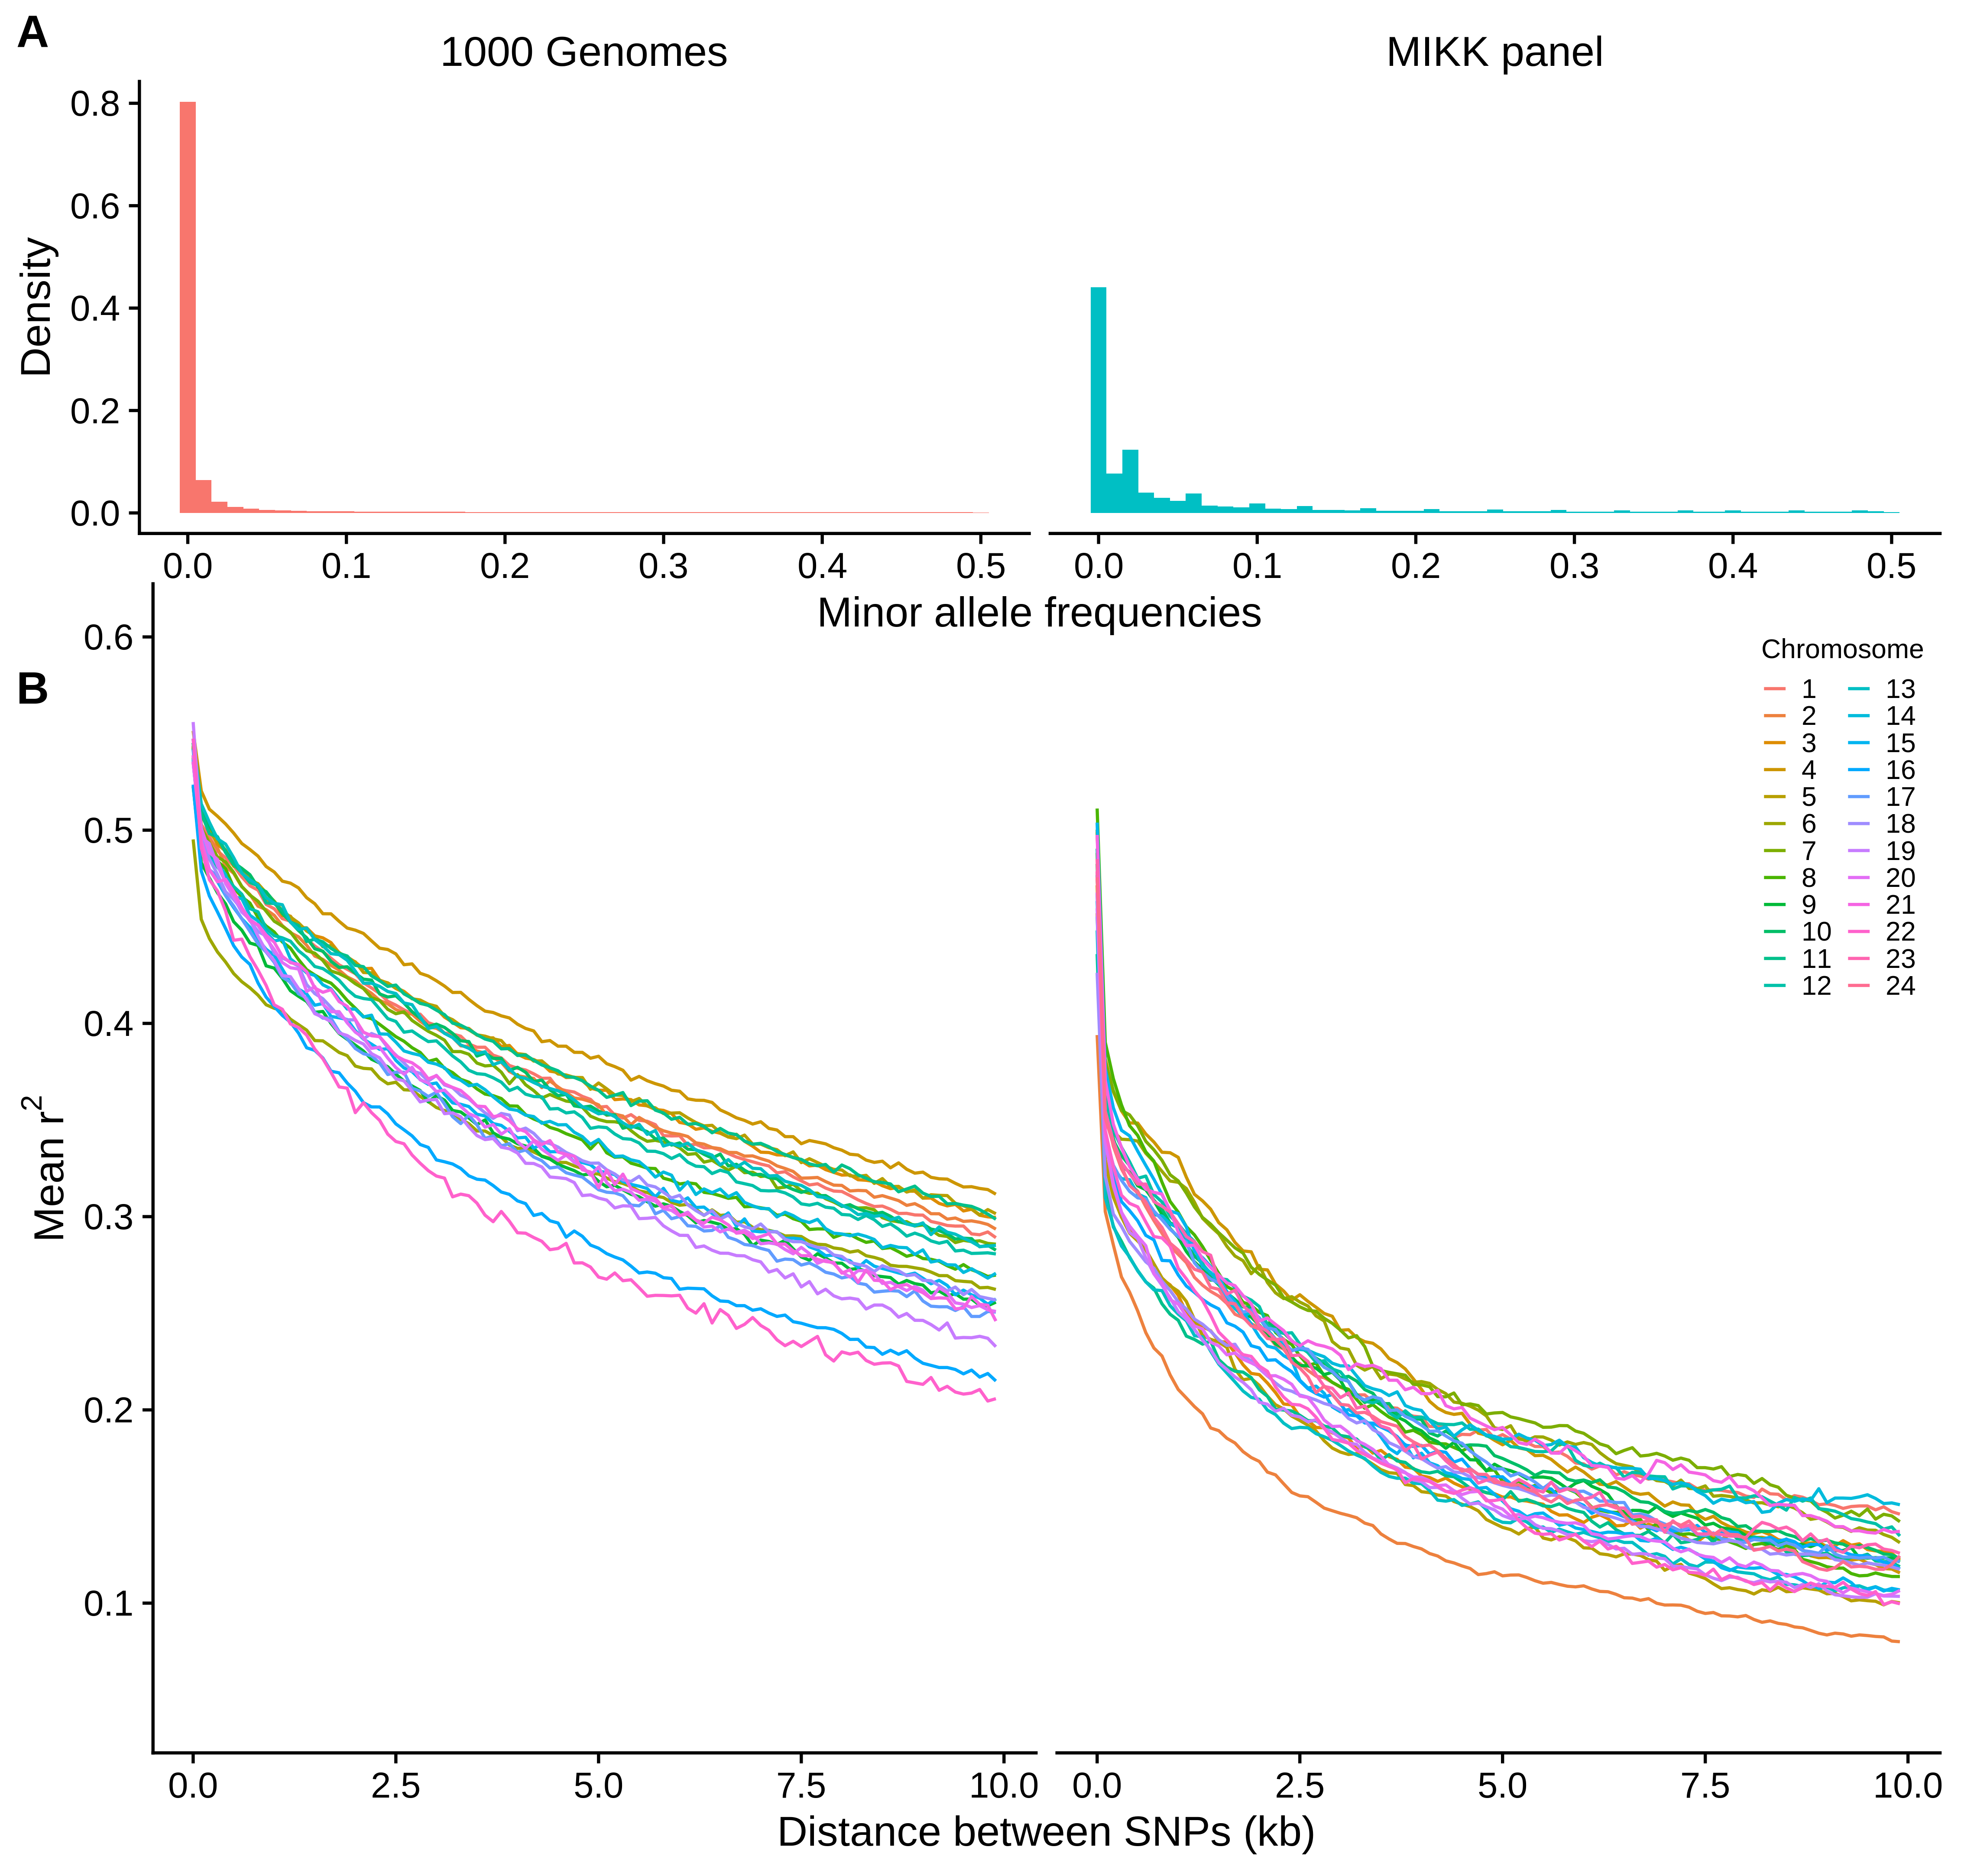 A
1000 Genomes
MIKK panel
Density
0.8
0.6
0.4
0.2
0.0
0.0 0.1 0.2 0.3 0.4 0.5
0.0 0.1 0.2 0.3 0.4 0.5
Minor allele frequencies
B
Mean r²
0.6
0.5
0.4
0.3
0.2
0.1
Chromosome
1 13
2 14
3 15
4 16
5 17
6 18
7 19
8 20
9 21
10 22
11 23
12 24
0.0 2.5 5.0 7.5 10.0
0.0 2.5 5.0 7.5 10.0
Distance between SNPs (kb)